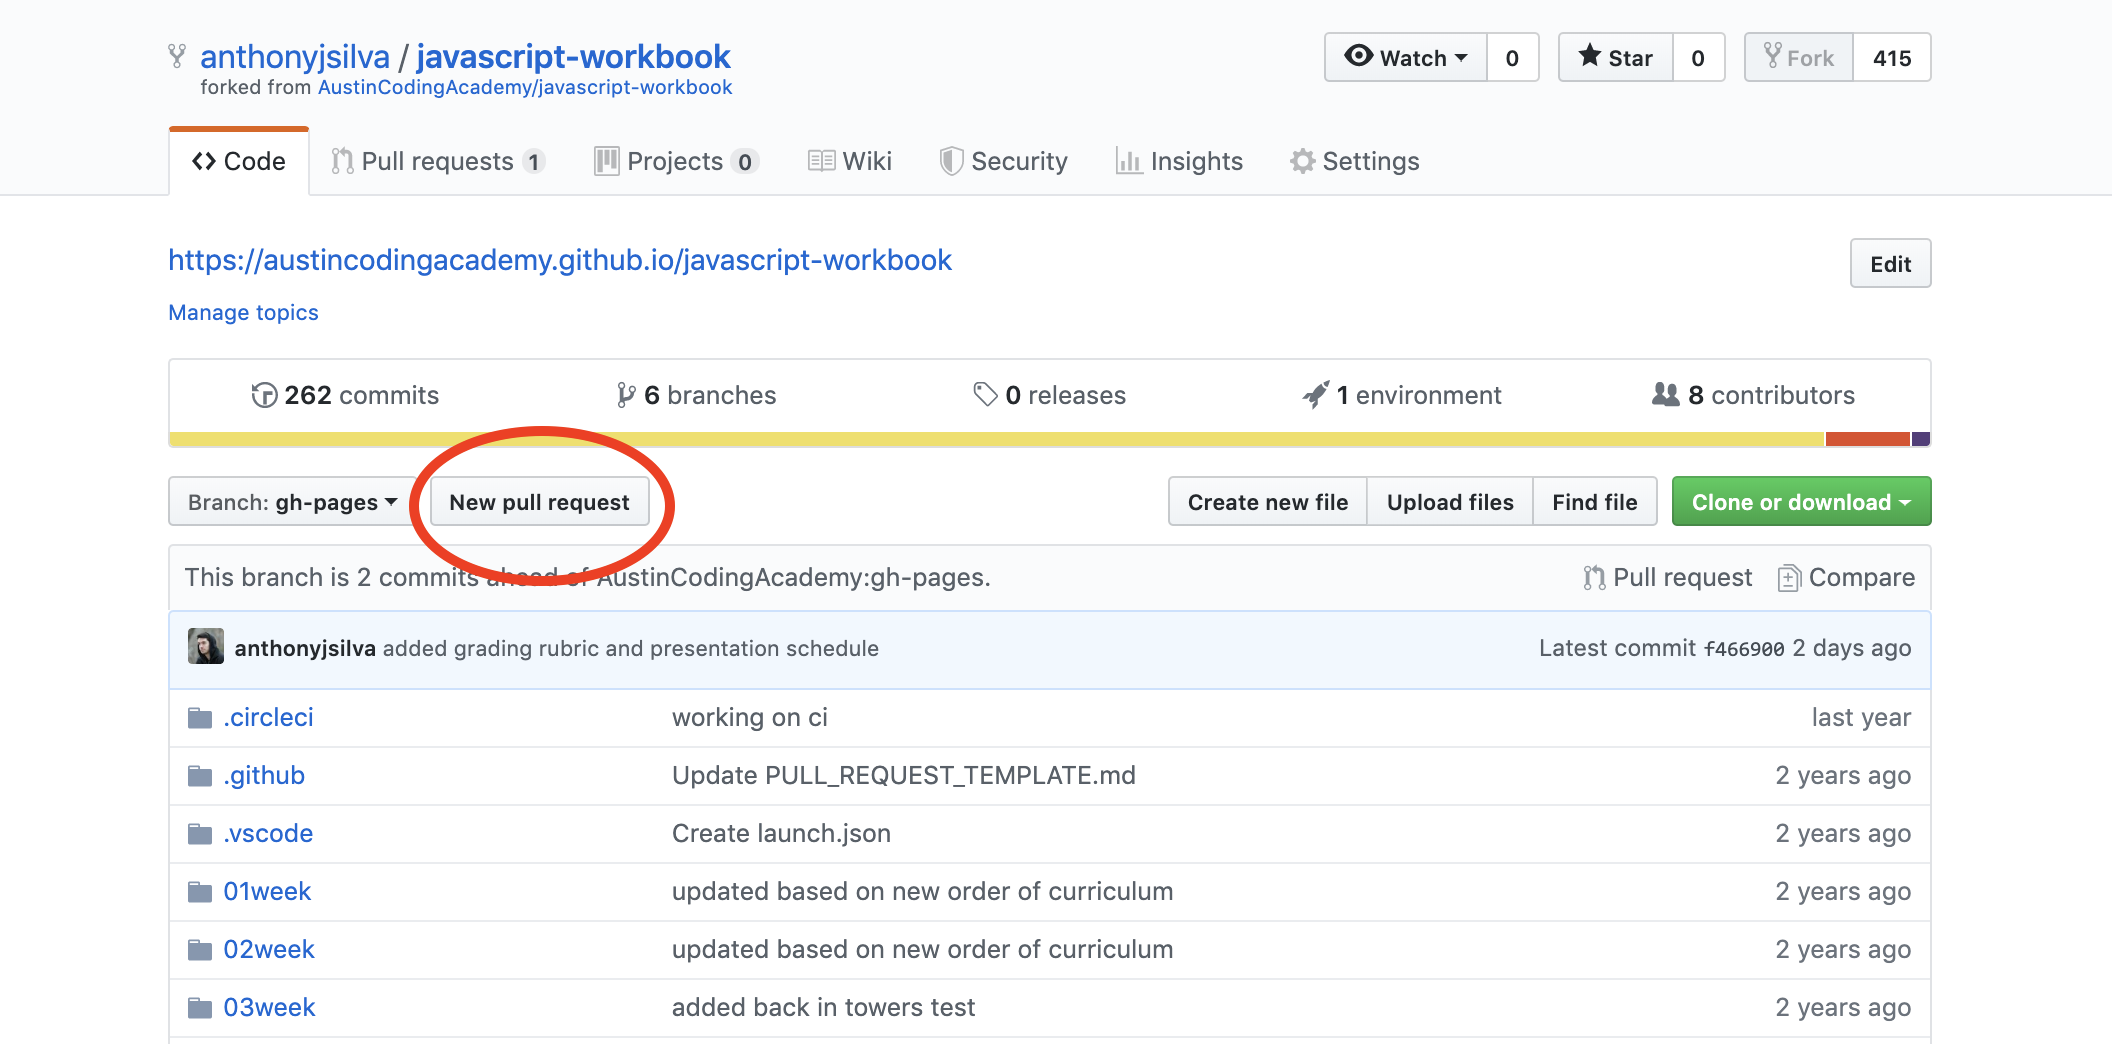 anthonyjsilva / javascript-workbook
forked from AustinCodingAcademy/javascript-workbook
Watch 0 Star 0 Fork 415
Code Pull requests 1 Projects 0 Wiki Security Insights Settings
https://austincodingacademy.github.io/javascript-workbook
Edit
Manage topics
262 commits 6 branches 0 releases 1 environment 8 contributors
Branch: gh-pages New pull request Create new file Upload files Find file Clone or download
This branch is 2 commits ahead of AustinCodingAcademy:gh-pages. Pull request Compare
anthonyjsilva added grading rubric and presentation schedule Latest commit f466900 2 days ago
.circleci working on ci last year
.github Update PULL_REQUEST_TEMPLATE.md 2 years ago
.vscode Create launch.json 2 years ago
01week updated based on new order of curriculum 2 years ago
02week updated based on new order of curriculum 2 years ago
03week added back in towers test 2 years ago